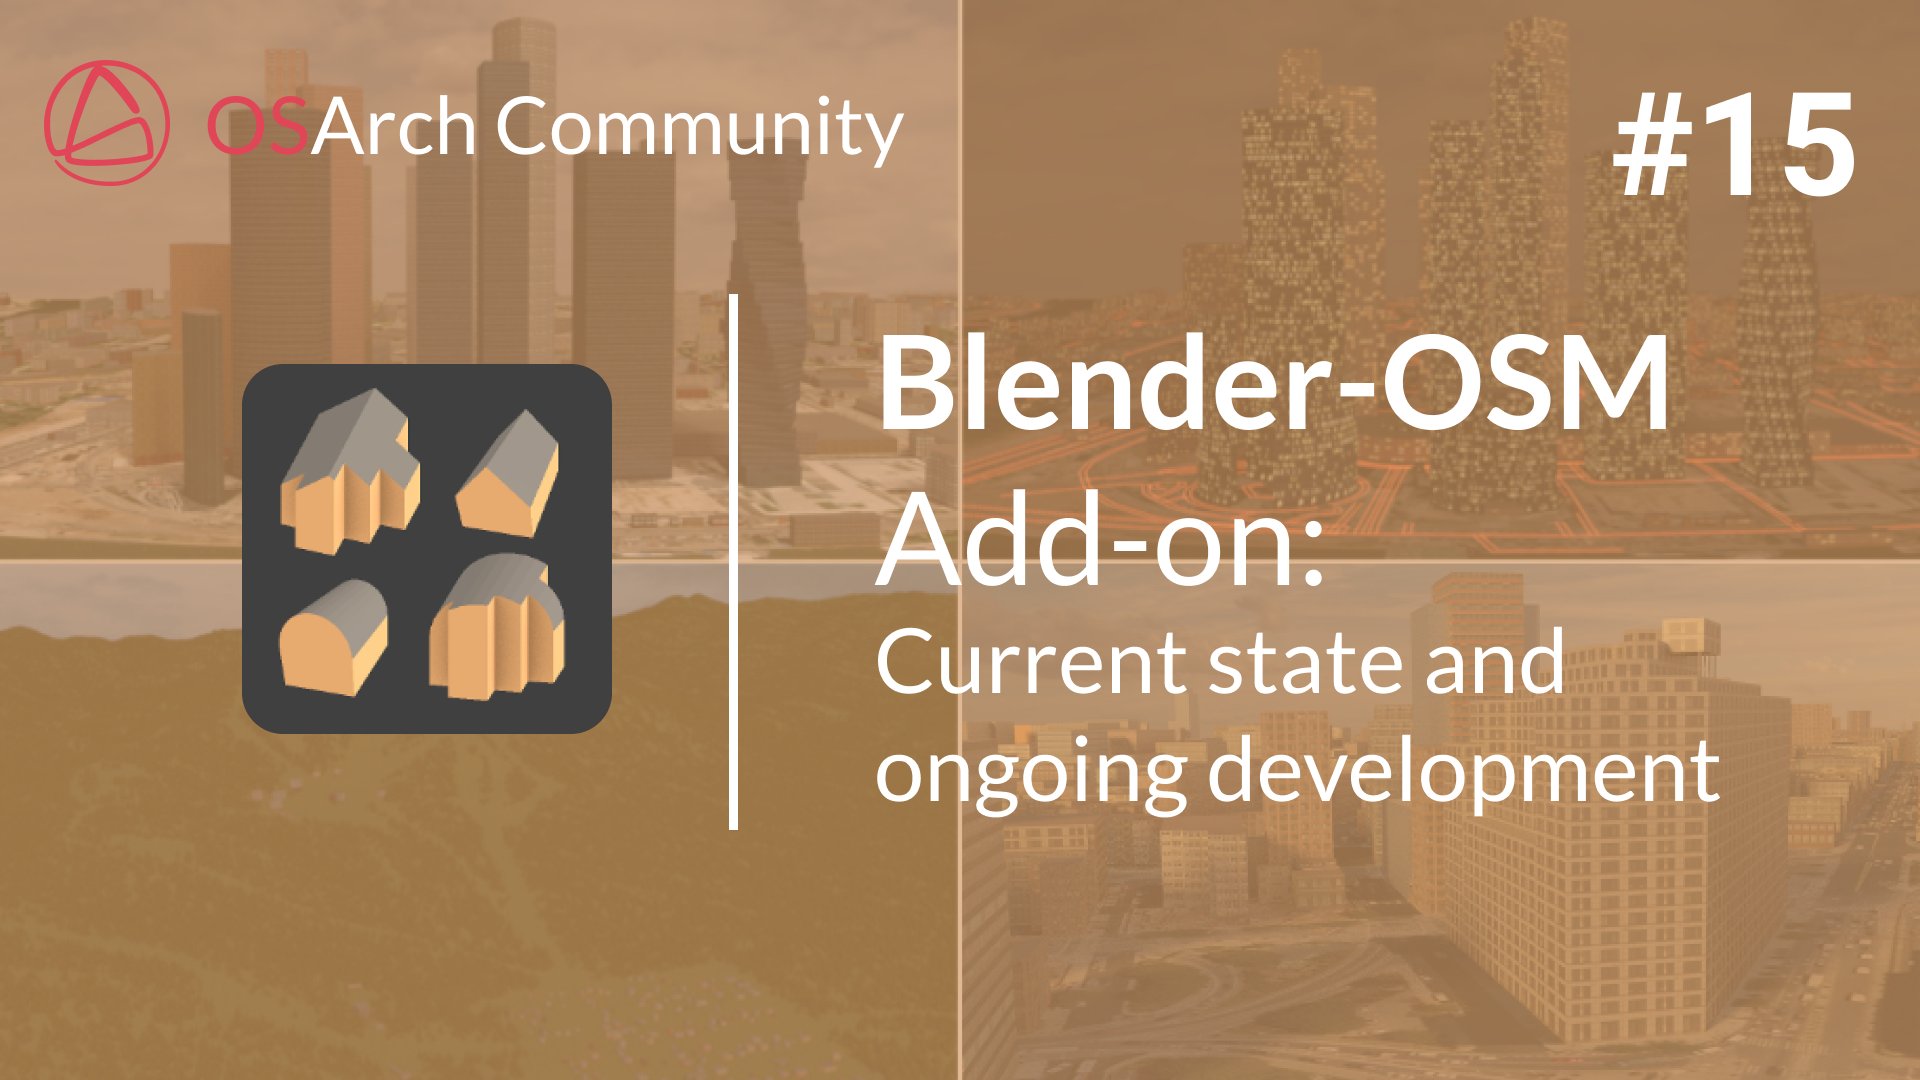 OSArch Community
#15
Blender-OSM
Add-on:
Current state and
ongoing development